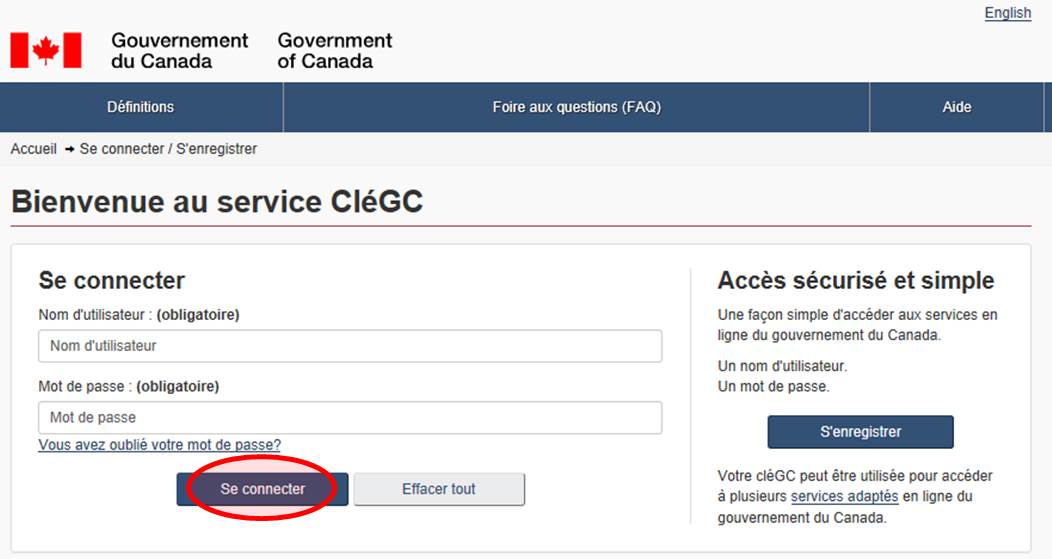 English
Gouvernement du Canada
Government of Canada
Définitions
Foire aux questions (FAQ)
Aide
Accueil ➞ Se connecter / S'enregistrer
Bienvenue au service CléGC
Se connecter
Nom d'utilisateur : (obligatoire)
Nom d'utilisateur
Mot de passe : (obligatoire)
Mot de passe
Vous avez oublié votre mot de passe?
Se connecter
Effacer tout
Accès sécurisé et simple
Une façon simple d'accéder aux services en
ligne du gouvernement du Canada.
Un nom d'utilisateur.
Un mot de passe.
S'enregistrer
Votre cléGC peut être utilisée pour accéder
à plusieurs services adaptés en ligne du
gouvernement du Canada.